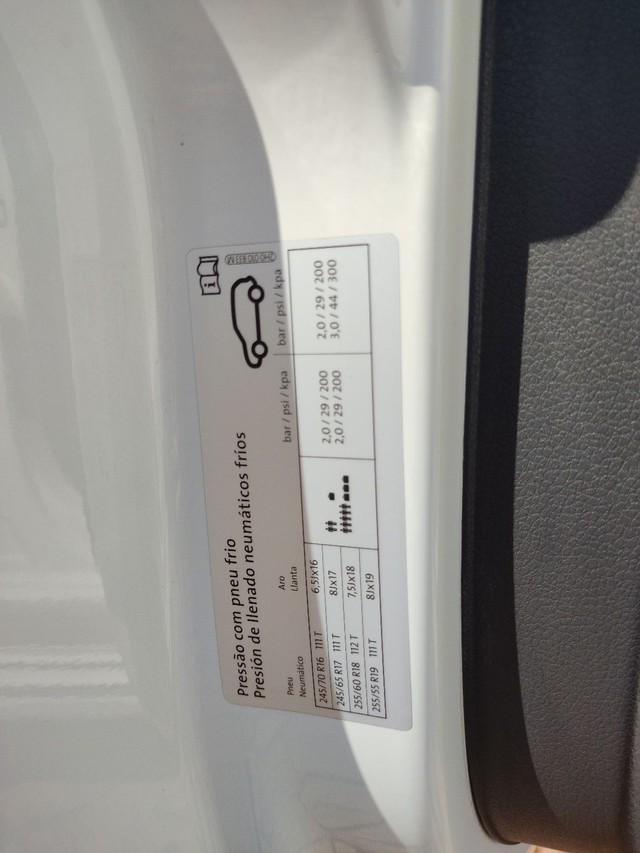 Pressão com pneu frio
Presión de llenado neumáticos fríos
i
2H0 010 833 M
Pneu
Neumático
Aro
Llanta
bar / psi / kpa
bar / psi / kpa
245/70 R16 111 T 6,5Jx16
245/65 R17 111 T 8Jx17
255/60 R18 112 T 7,5Jx18
255/55 R19 111 T 8Jx19
2,0 / 29 / 200 2,0 / 29 / 200
2,0 / 29 / 200 3,0 / 44 / 300